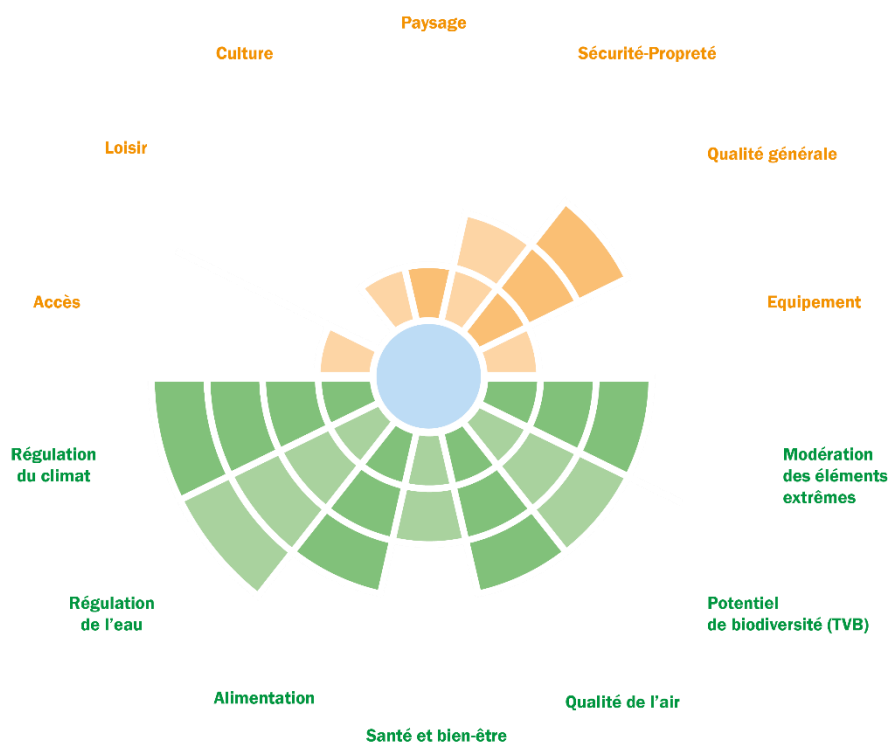 Paysage
Culture
Sécurité-Propreté
Loisir
Qualité générale
Accès
Equipement
Régulation
du climat
Modération
des éléments
extrêmes
Régulation
de l'eau
Potentiel
de biodiversité (TVB)
Alimentation
Qualité de l'air
Santé et bien-être